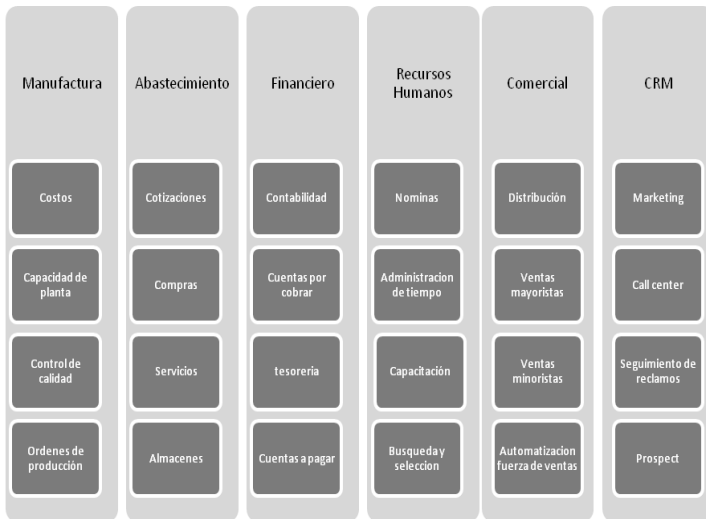 Manufactura
Costos
Capacidad de
planta
Control de
calidad
Ordenes de
producción
Abastecimiento
Cotizaciones
Compras
Servicios
Almacenes
Financiero
Contabilidad
Cuentas por
cobrar
tesoreria
Cuentas a pagar
Recursos
Humanos
Nominas
Administracion
de tiempo
Capacitación
Busqueda y
seleccion
Comercial
Distribución
Ventas
mayoristas
Ventas
minoristas
Automatizacion
fuerza de ventas
CRM
Marketing
Call center
Seguimiento de
reclamos
Prospect